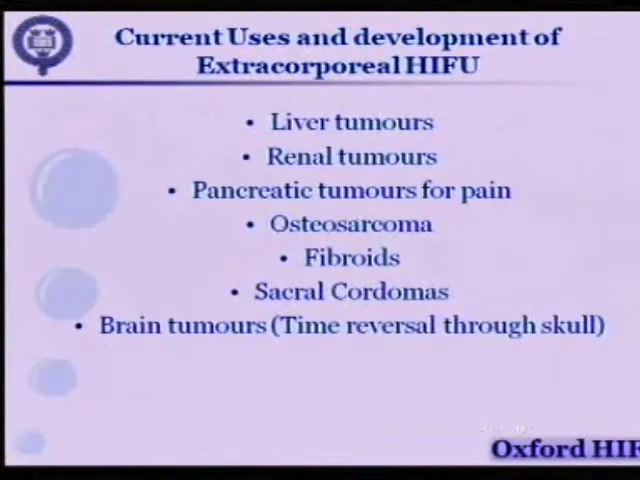 Current Uses and development of
Extracorporeal HIFU
• Liver tumours
• Renal tumours
• Pancreatic tumours for pain
• Osteosarcoma
• Fibroids
• Sacral Cordomas
• Brain tumours (Time reversal through skull)
Oxford HIF